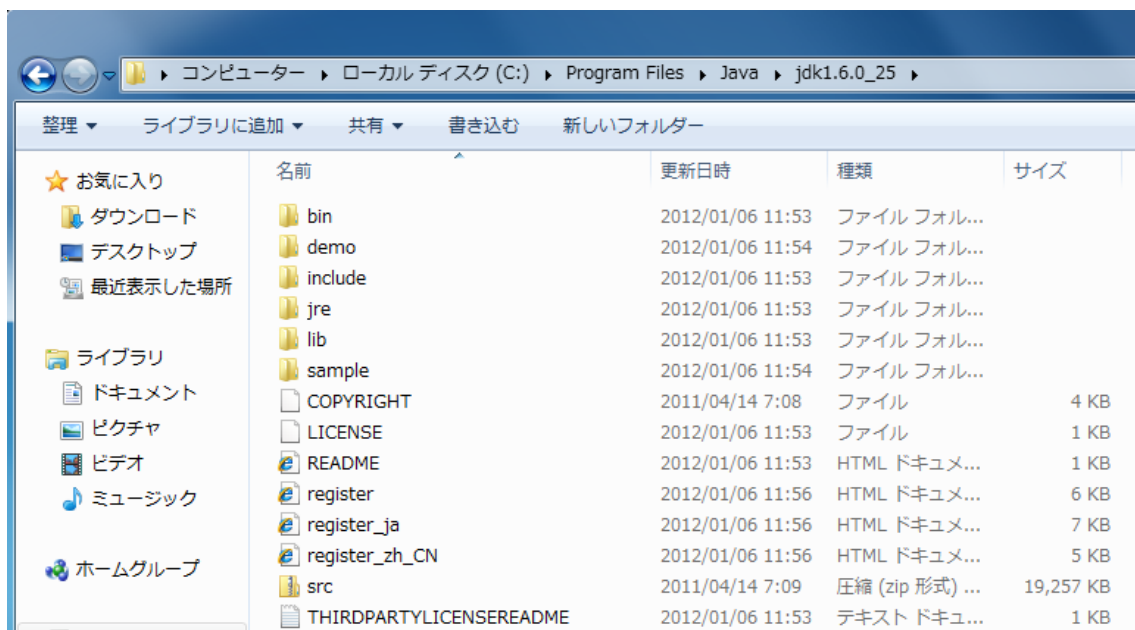 コンピューター ▸ ローカル ディスク (C:) ▸ Program Files ▸ Java ▸ jdk1.6.0_25 ▸
整理 ▼ ライブラリに追加 ▼ 共有 ▼ 書き込む 新しいフォルダー
お気に入り
ダウンロード
デスクトップ
最近表示した場所
ライブラリ
ドキュメント
ピクチャ
ビデオ
ミュージック
ホームグループ
名前 更新日時 種類 サイズ
bin 2012/01/06 11:53 ファイル フォル...
demo 2012/01/06 11:54 ファイル フォル...
include 2012/01/06 11:53 ファイル フォル...
jre 2012/01/06 11:53 ファイル フォル...
lib 2012/01/06 11:53 ファイル フォル...
sample 2012/01/06 11:54 ファイル フォル...
COPYRIGHT 2011/04/14 7:08 ファイル 4 KB
LICENSE 2012/01/06 11:53 ファイル 1 KB
README 2012/01/06 11:53 HTML ドキュメ... 1 KB
register 2012/01/06 11:56 HTML ドキュメ... 6 KB
register_ja 2012/01/06 11:56 HTML ドキュメ... 7 KB
register_zh_CN 2012/01/06 11:56 HTML ドキュメ... 5 KB
src 2011/04/14 7:09 圧縮 (zip 形式) ... 19,257 KB
THIRDPARTYLICENSEREADME 2012/01/06 11:53 テキスト ドキュ... 1 KB